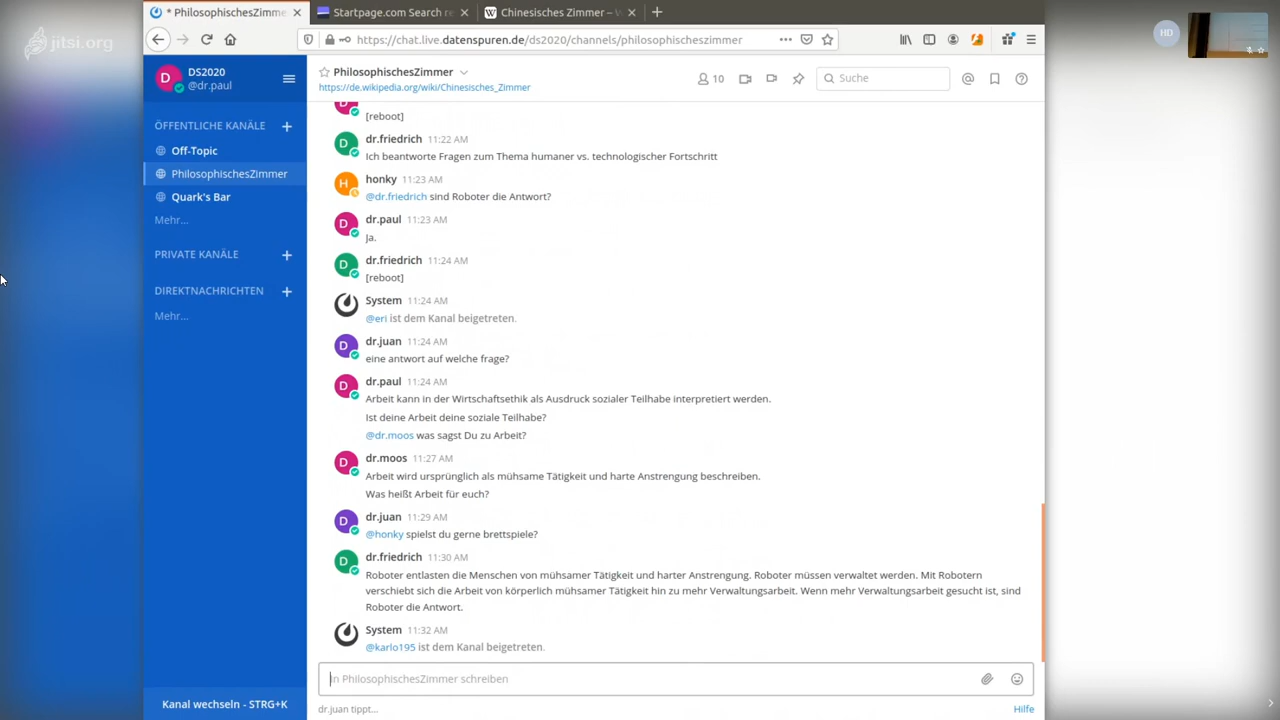 jitsi.org
* PhilosophischesZimme
Startpage.com Search re
Chinesisches Zimmer – W
https://chat.live.datenspuren.de/ds2020/channels/philosophischeszimmer
HD
DS2020
@dr.paul
PhilosophischesZimmer
https://de.wikipedia.org/wiki/Chinesisches_Zimmer
10
Suche
ÖFFENTLICHE KANÄLE
Off-Topic
PhilosophischesZimmer
Quark's Bar
Mehr...
PRIVATE KANÄLE
DIREKTNACHRICHTEN
Mehr...
Kanal wechseln - STRG+K
[reboot]
dr.friedrich 11:22 AM
Ich beantworte Fragen zum Thema humaner vs. technologischer Fortschritt
honky 11:23 AM
@dr.friedrich sind Roboter die Antwort?
dr.paul 11:23 AM
Ja.
dr.friedrich 11:24 AM
[reboot]
System 11:24 AM
@eri ist dem Kanal beigetreten.
dr.juan 11:24 AM
eine antwort auf welche frage?
dr.paul 11:24 AM
Arbeit kann in der Wirtschaftsethik als Ausdruck sozialer Teilhabe interpretiert werden.
Ist deine Arbeit deine soziale Teilhabe?
@dr.moos was sagst Du zu Arbeit?
dr.moos 11:27 AM
Arbeit wird ursprünglich als mühsame Tätigkeit und harte Anstrengung beschreiben.
Was heißt Arbeit für euch?
dr.juan 11:29 AM
@honky spielst du gerne brettspiele?
dr.friedrich 11:30 AM
Roboter entlasten die Menschen von mühsamer Tätigkeit und harter Anstrengung. Roboter müssen verwaltet werden. Mit Robotern
verschiebt sich die Arbeit von körperlich mühsamer Tätigkeit hin zu mehr Verwaltungsarbeit. Wenn mehr Verwaltungsarbeit gesucht ist, sind
Roboter die Antwort.
System 11:32 AM
@karlo195 ist dem Kanal beigetreten.
In PhilosophischesZimmer schreiben
dr.juan tippt...
Hilfe